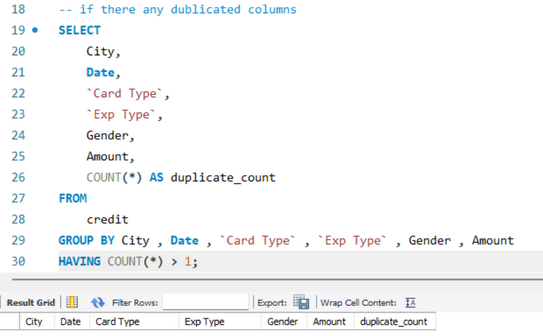 18 -- if there any dublicated columns
19 SELECT
20 City,
21 Date,
22 `Card Type`,
23 `Exp Type`,
24 Gender,
25 Amount,
26 COUNT(*) AS duplicate_count
27 FROM
28 credit
29 GROUP BY City , Date , `Card Type` , `Exp Type` , Gender , Amount
30 HAVING COUNT(*) > 1;
Result Grid Filter Rows: Export: Wrap Cell Content: IA
City Date Card Type Exp Type Gender Amount duplicate_count